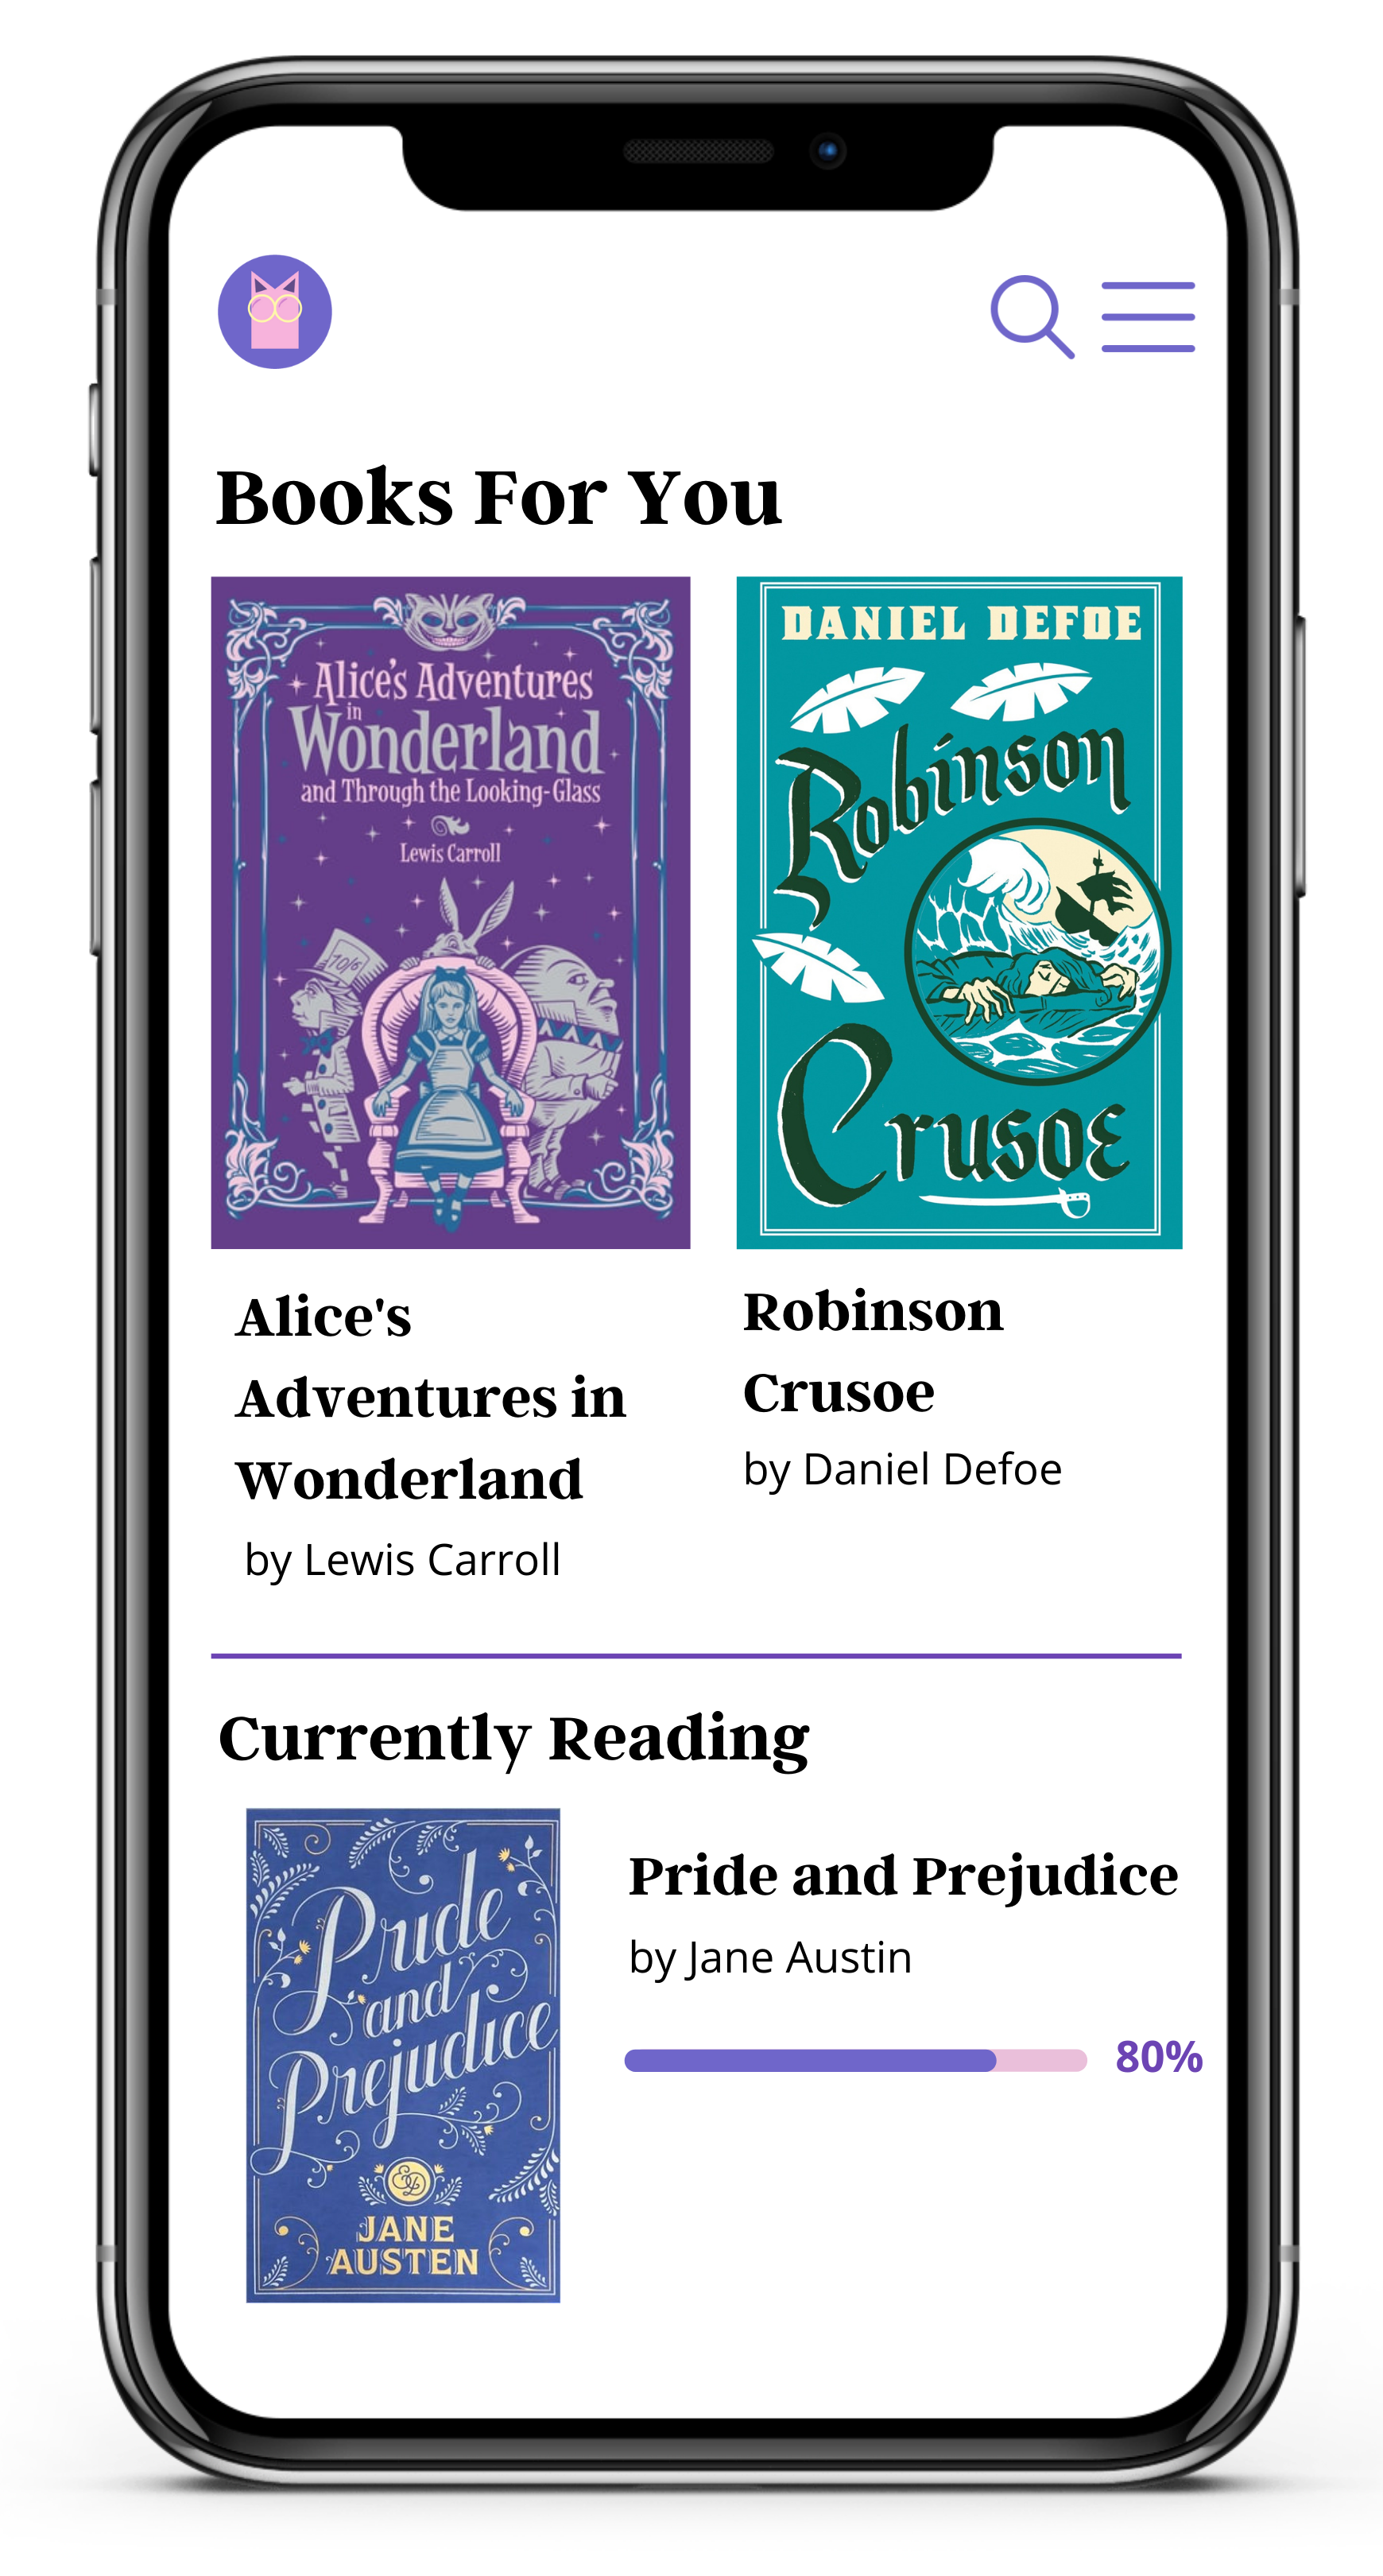 Books For You
Alice's Adventures
in
Wonderland
and Through the Looking-Glass
Lewis Carroll
10/6
DANIEL DEFOE
Robinson
Crusoe
Alice's
Adventures in
Wonderland
by Lewis Carroll
Robinson
Crusoe
by Daniel Defoe
Currently Reading
Pride
and
Prejudice
JANE
AUSTEN
Pride and Prejudice
by Jane Austin
80%